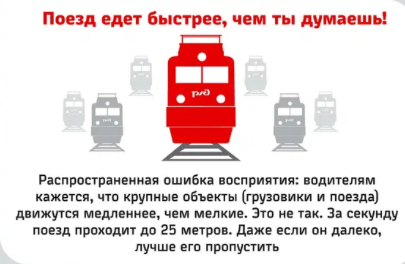 Поезд едет быстрее, чем ты думаешь!
ржд
Распространенная ошибка восприятия: водителям
кажется, что крупные объекты (грузовики и поезда)
движутся медленнее, чем мелкие. Это не так. За секунду
поезд проходит до 25 метров. Даже если он далеко,
лучше его пропустить